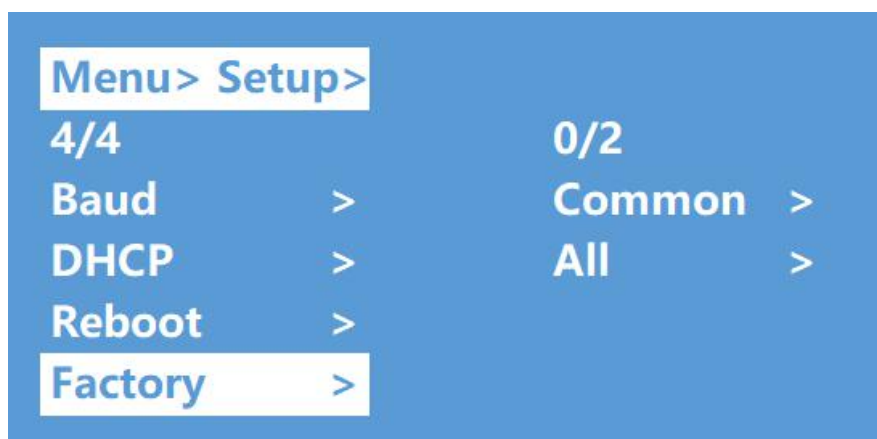 Menu> Setup>
4/4 0/2
Baud > Common >
DHCP > All >
Reboot >
Factory >